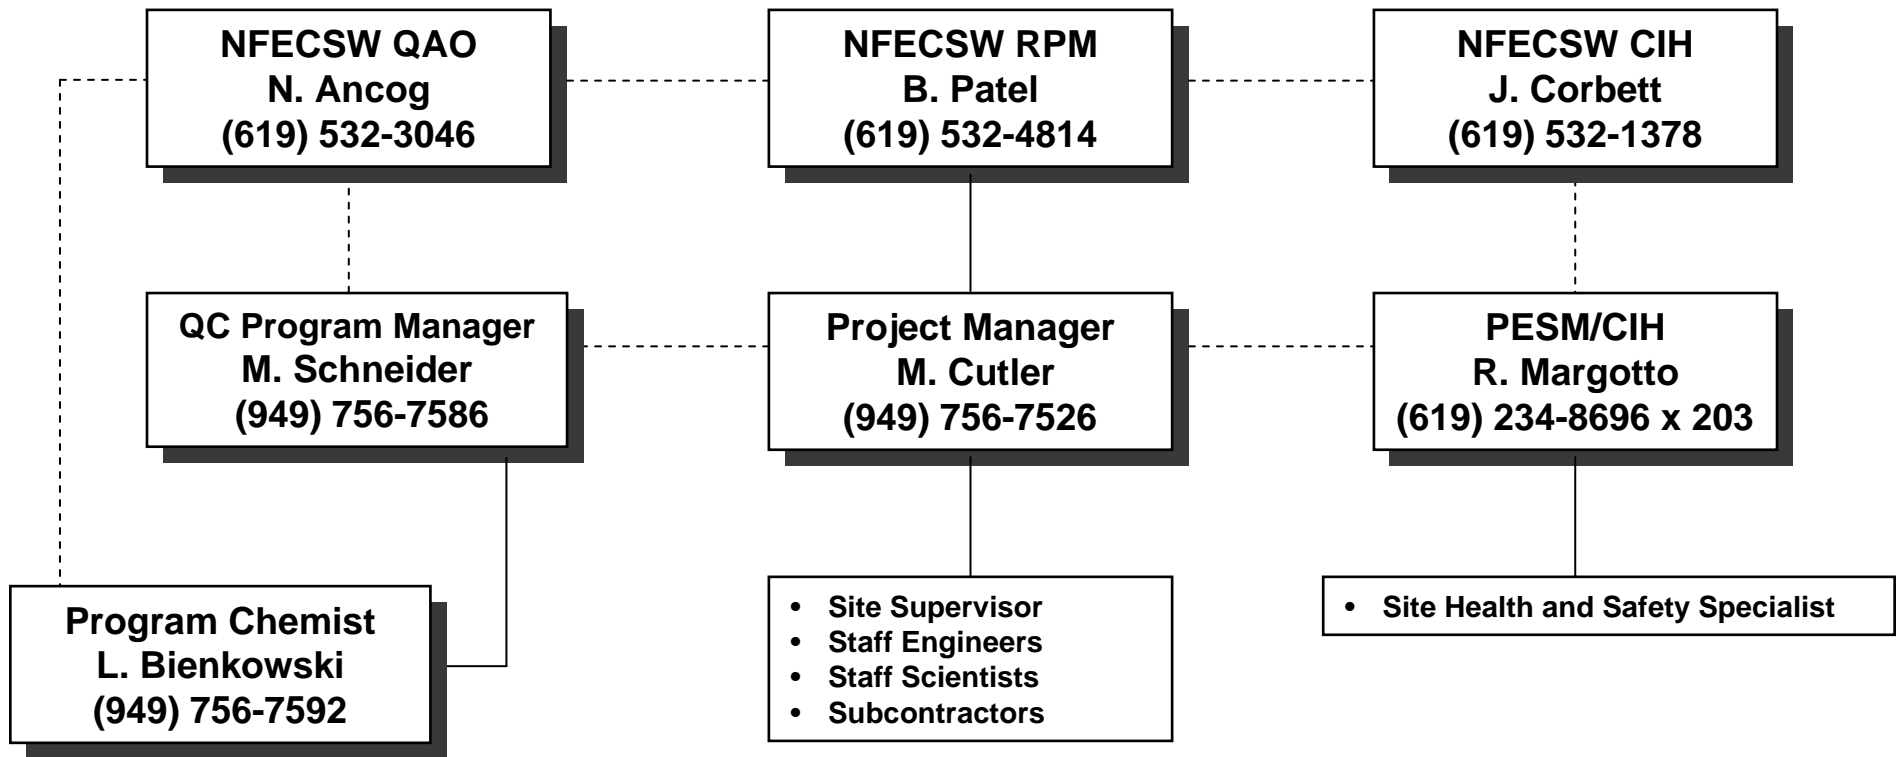 NFECSW QAO
N. Ancog
(619) 532-3046
NFECSW RPM
B. Patel
(619) 532-4814
NFECSW CIH
J. Corbett
(619) 532-1378
QC Program Manager
M. Schneider
(949) 756-7586
Project Manager
M. Cutler
(949) 756-7526
PESM/CIH
R. Margotto
(619) 234-8696 x 203
Program Chemist
L. Bienkowski
(949) 756-7592
• Site Supervisor
• Staff Engineers
• Staff Scientists
• Subcontractors
• Site Health and Safety Specialist